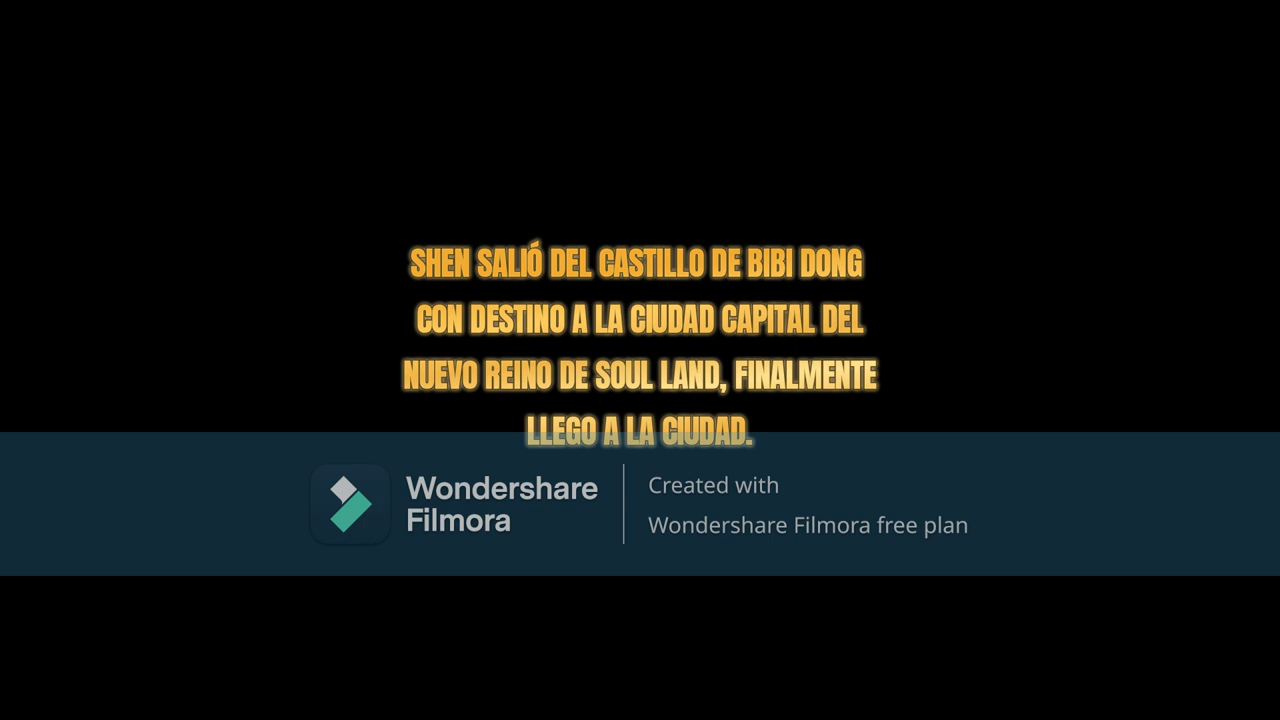 SHEN SALIÓ DEL CASTILLO DE BIBI DONG
CON DESTINO A LA CIUDAD CAPITAL DEL
NUEVO REINO DE SOUL LAND, FINALMENTE
LLEGO A LA CIUDAD.
Wondershare
Filmora
Created with
Wondershare Filmora free plan